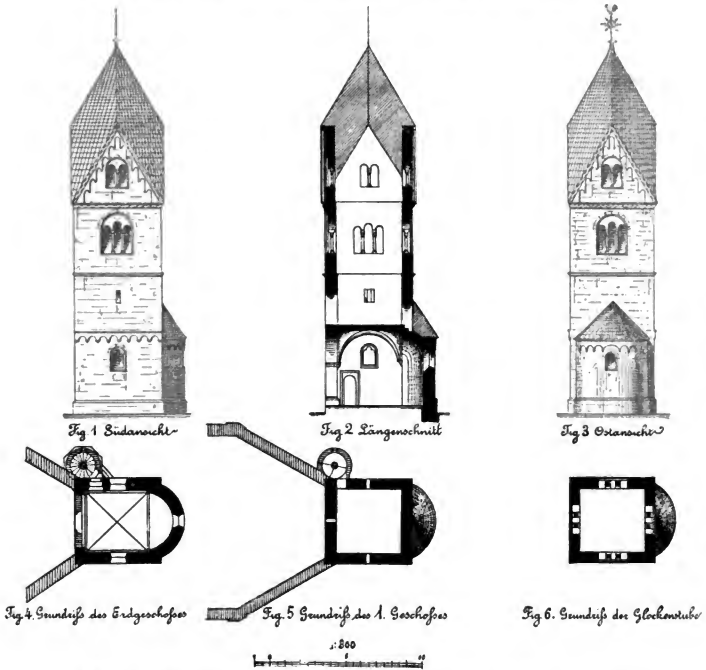 Fig 1 Südansicht
Fig 2 Längenschnitt
Fig 3 Ostansicht
Fig. 4. Grundriß des Erdgeschoßes
Fig. 5 Grundriß des 1. Geschoßes
Fig. 6. Grundriß der Glockenstube
1:300